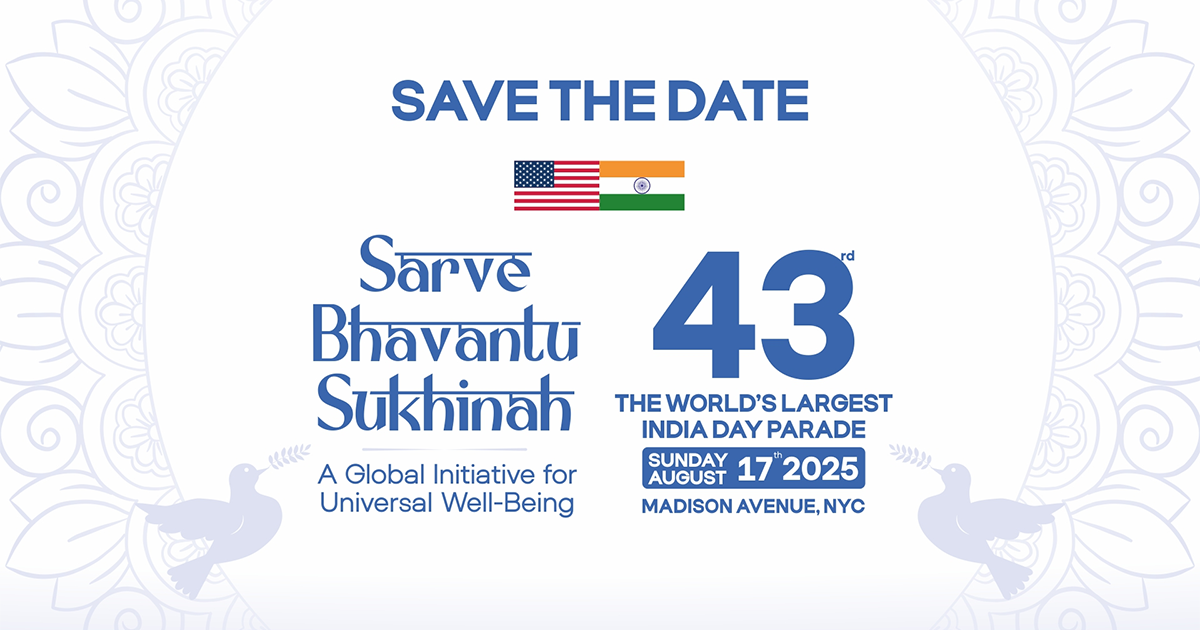 SAVE THE DATE
Sarve
Bhavantu
Sukhinah
A Global Initiative for
Universal Well-Being
43rd
THE WORLD'S LARGEST
INDIA DAY PARADE
SUNDAY
AUGUST
17th 2025
MADISON AVENUE, NYC